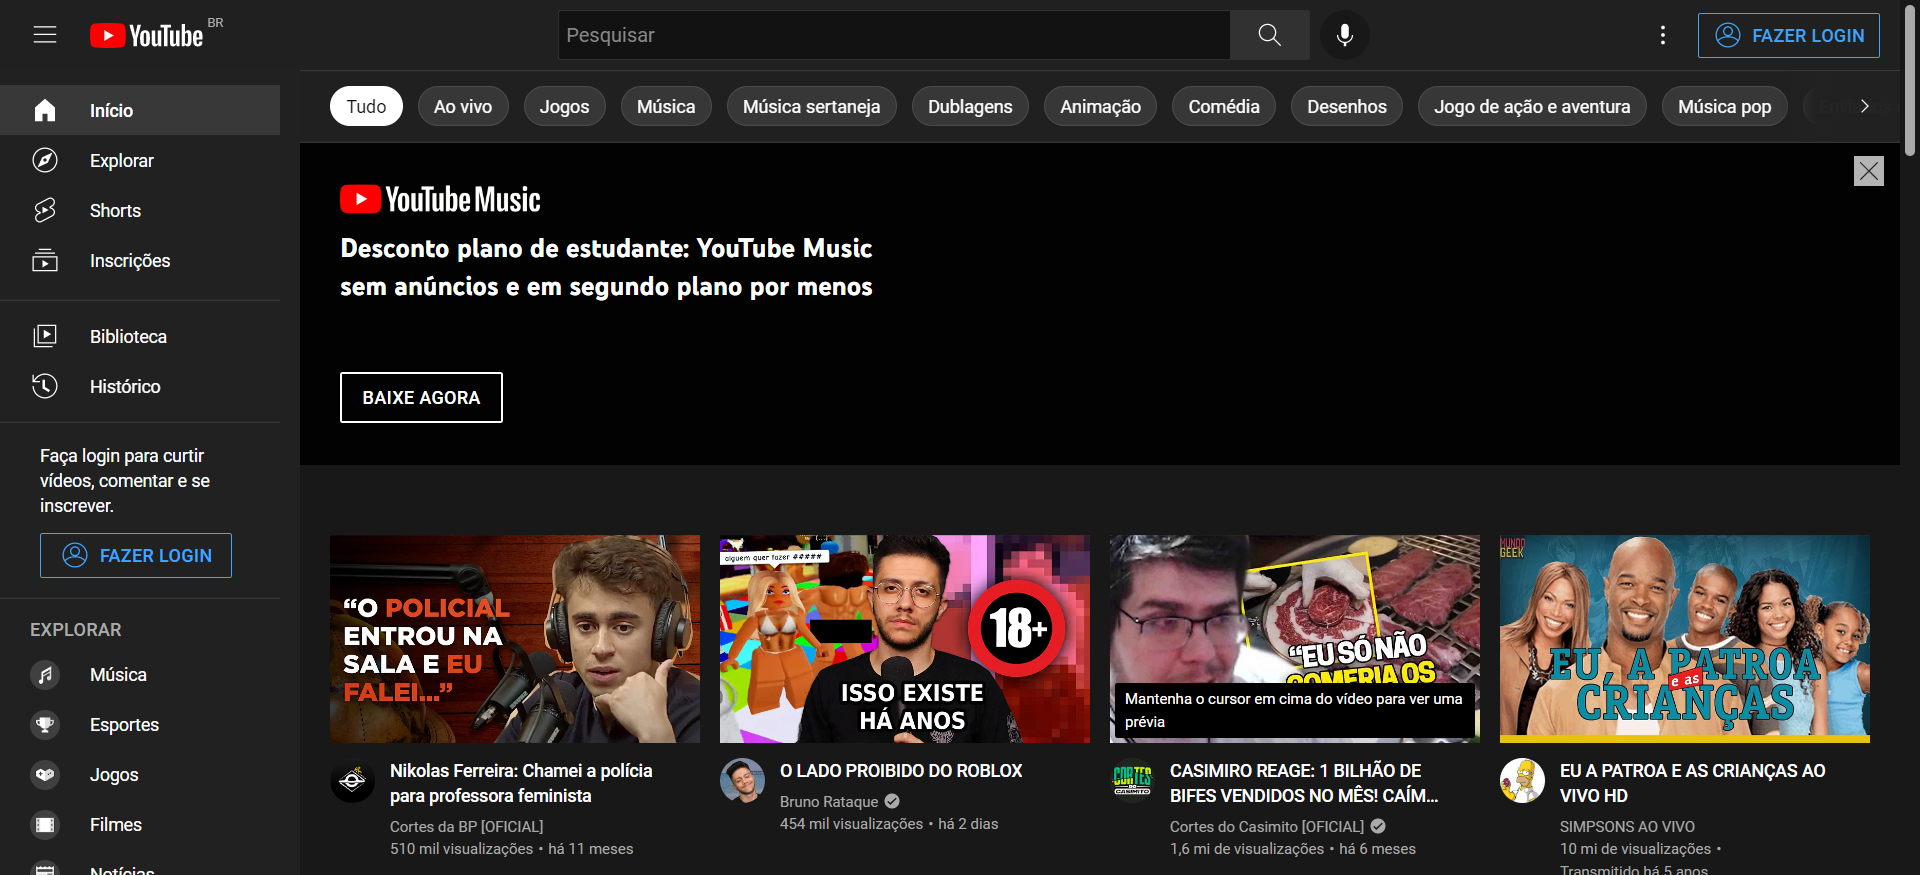 YouTube BR
Pesquisar
FAZER LOGIN
Início
Explorar
Shorts
Inscrições
Biblioteca
Histórico
Faça login para curtir
vídeos, comentar e se
inscrever.
FAZER LOGIN
EXPLORAR
Música
Esportes
Jogos
Filmes
Notícias
Tudo
Ao vivo
Jogos
Música
Música sertaneja
Dublagens
Animação
Comédia
Desenhos
Jogo de ação e aventura
Música pop
YouTube Music
Desconto plano de estudante: YouTube Music
sem anúncios e em segundo plano por menos
BAIXE AGORA
“O POLICIAL
ENTROU NA
SALA E EU
FALEI...”
Nikolas Ferreira: Chamei a polícia
para professora feminista
Cortes da BP [OFICIAL]
510 mil visualizações • há 11 meses
alguem quer fazer #####
18+
ISSO EXISTE
HÁ ANOS
O LADO PROIBIDO DO ROBLOX
Bruno Rataque
454 mil visualizações • há 2 dias
“EU SÓ NÃO
COMERIA OS
Mantenha o cursor em cima do vídeo para ver uma
prévia
CORTES
DO
CASIMITO
CASIMIRO REAGE: 1 BILHÃO DE
BIFES VENDIDOS NO MÊS! CAÍM...
Cortes do Casimito [OFICIAL]
1,6 mi de visualizações • há 6 meses
MUNDO
GEEK
EU, A PATROA
e as
CRIANÇAS
EU A PATROA E AS CRIANÇAS AO
VIVO HD
SIMPSONS AO VIVO
10 mi de visualizações •
Transmitido há 5 anos